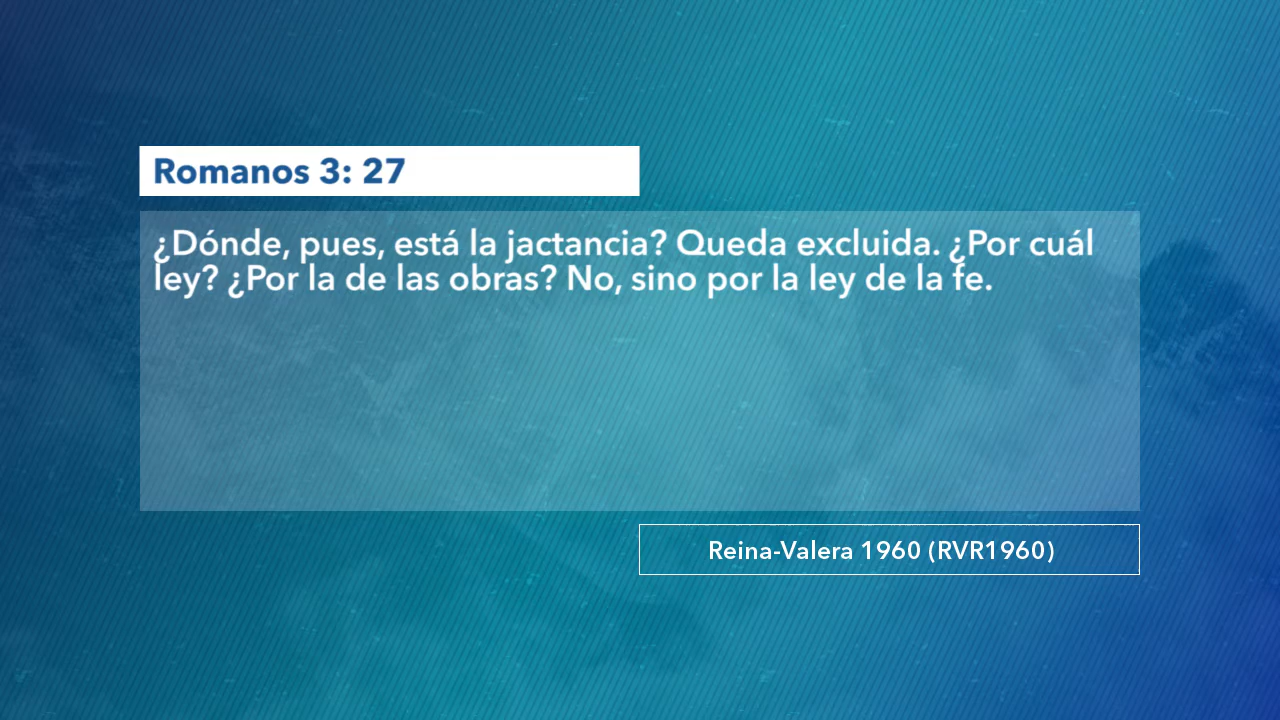 Romanos 3: 27
¿Dónde, pues, está la jactancia? Queda excluida. ¿Por cuál
ley? ¿Por la de las obras? No, sino por la ley de la fe.
Reina-Valera 1960 (RVR1960)